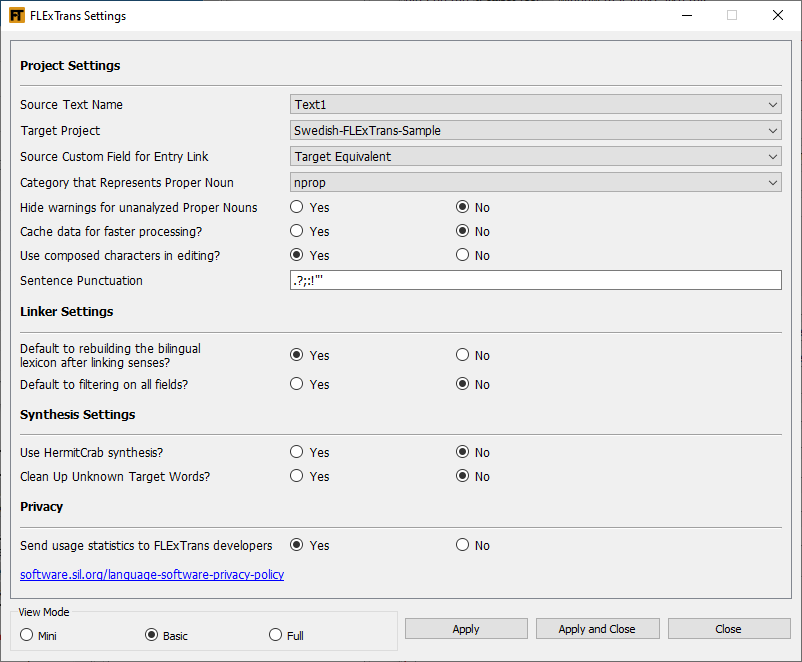 FT FLExTrans Settings
Project Settings
Source Text Name Text1
Target Project Swedish-FLExTrans-Sample
Source Custom Field for Entry Link Target Equivalent
Category that Represents Proper Noun nprop
Hide warnings for unanalyzed Proper Nouns Yes No
Cache data for faster processing? Yes No
Use composed characters in editing? Yes No
Sentence Punctuation .?;:!"'
Linker Settings
Default to rebuilding the bilingual
lexicon after linking senses? Yes No
Default to filtering on all fields? Yes No
Synthesis Settings
Use HermitCrab synthesis? Yes No
Clean Up Unknown Target Words? Yes No
Privacy
Send usage statistics to FLExTrans developers Yes No
software.sil.org/language-software-privacy-policy
View Mode
Mini Basic Full Apply Apply and Close Close